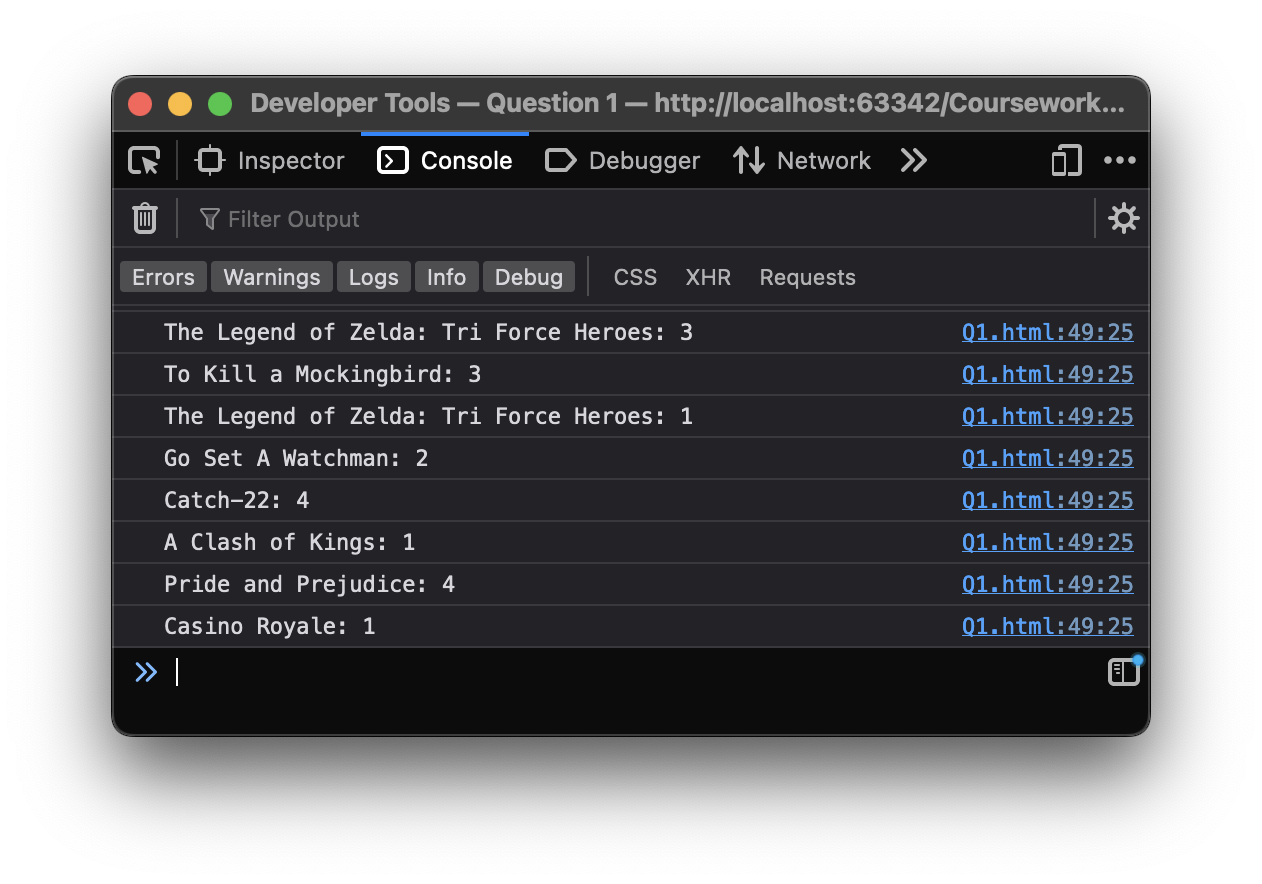 Developer Tools — Question 1 — http://localhost:63342/Coursework...
Inspector Console Debugger Network
Filter Output
Errors Warnings Logs Info Debug CSS XHR Requests
The Legend of Zelda: Tri Force Heroes: 3 Q1.html:49:25
To Kill a Mockingbird: 3 Q1.html:49:25
The Legend of Zelda: Tri Force Heroes: 1 Q1.html:49:25
Go Set A Watchman: 2 Q1.html:49:25
Catch-22: 4 Q1.html:49:25
A Clash of Kings: 1 Q1.html:49:25
Pride and Prejudice: 4 Q1.html:49:25
Casino Royale: 1 Q1.html:49:25